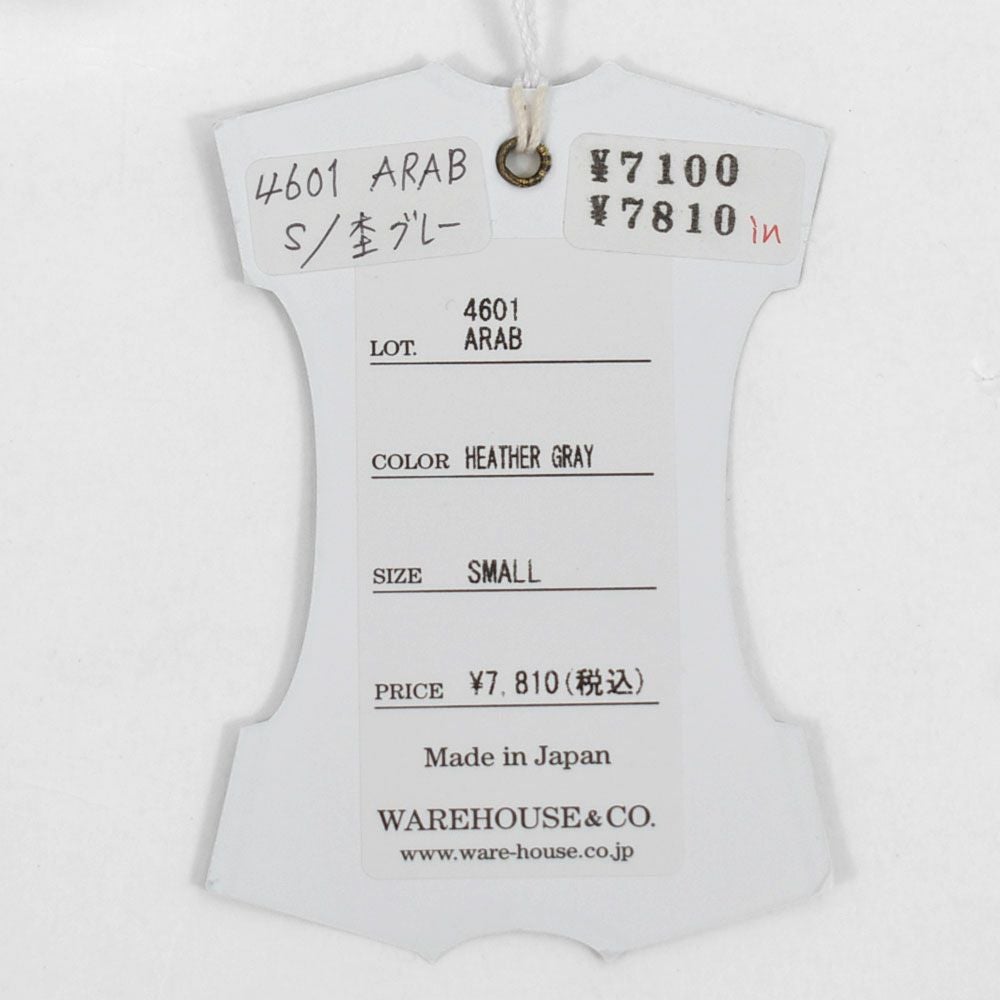 4601 ARAB
S/杢グレー
¥7100
¥7810 in
4601
LOT. ARAB
COLOR HEATHER GRAY
SIZE SMALL
PRICE ¥7,810(税込)
Made in Japan
WAREHOUSE & CO.
www.ware-house.co.jp